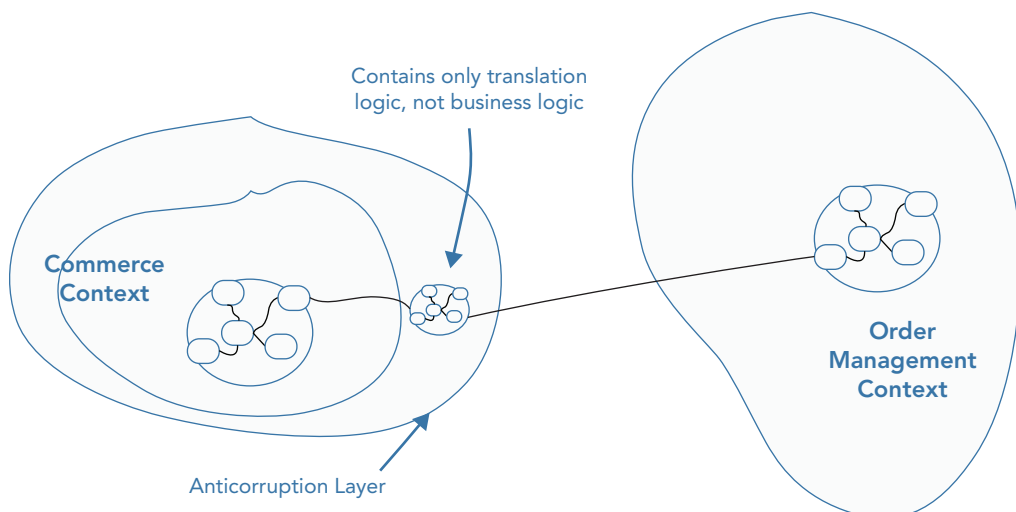 Contains only translation
logic, not business logic
Commerce
Context
Order
Management
Context
Anticorruption Layer